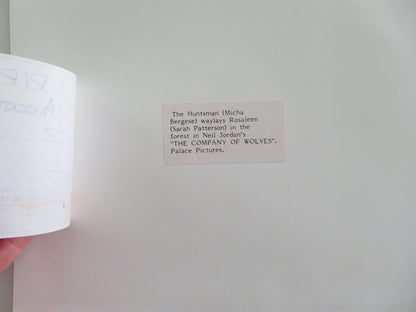 The Huntsman (Micha
Bergese) waylays Rosaleen
(Sarah Patterson) in the
forest in Neil Jordan's
"THE COMPANY OF WOLVES".
Palace Pictures.